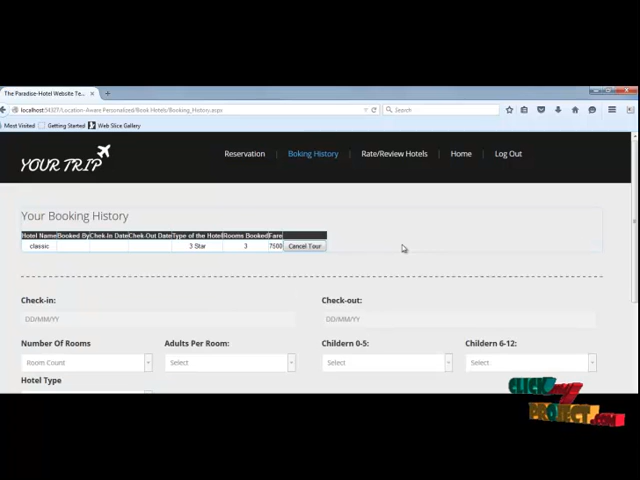 The Paradise-Hotel Website Te...
localhost:54327/Location-Aware Personalized/Book Hotels/Booking_History.aspx
Search
Most Visited Getting Started Web Slice Gallery
YOUR TRIP
Reservation Boking History Rate/Review Hotels Home Log Out
Your Booking History
Hotel Name Booked By Chek-In Date Chek-Out Date Type of the Hotel Rooms Booked Fare
classic 3 Star 3 7500 Cancel Tour
Check-in: Check-out:
DD/MM/YY DD/MM/YY
Number Of Rooms Adults Per Room: Childern 0-5: Childern 6-12:
Room Count Select Select Select
Hotel Type
CLICK MY
PROJECT.COM